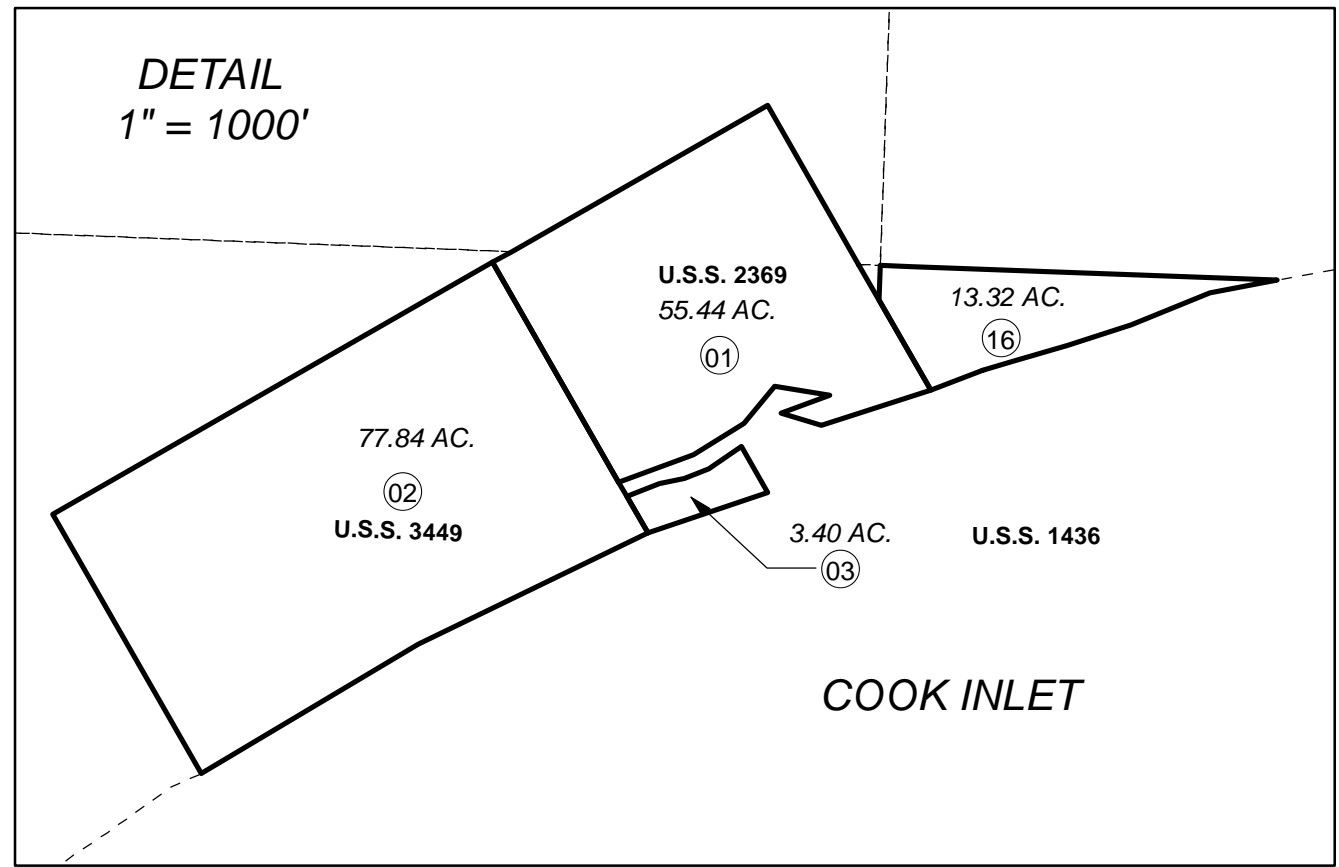 DETAIL
1" = 1000'
U.S.S. 2369
55.44 AC.
01
13.32 AC.
16
77.84 AC.
02
U.S.S. 3449
3.40 AC.
03
U.S.S. 1436
COOK INLET